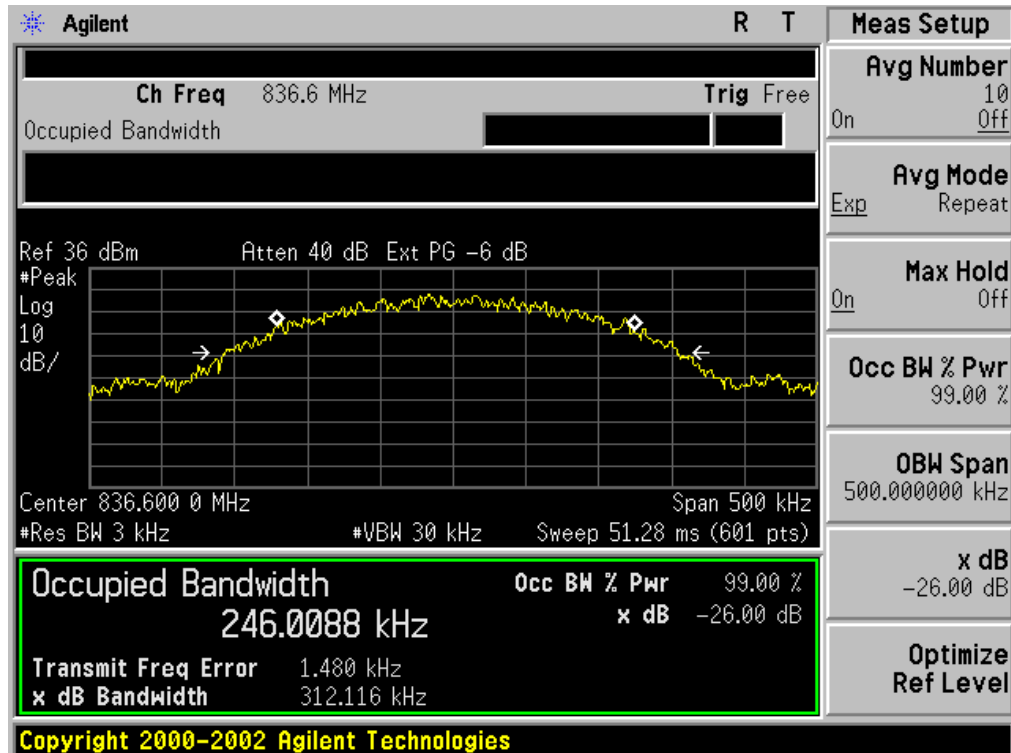 Agilent R T
Ch Freq 836.6 MHz Trig Free
Occupied Bandwidth
Ref 36 dBm Atten 40 dB Ext PG -6 dB
#Peak
Log
10
dB/
Center 836.600 0 MHz Span 500 kHz
#Res BW 3 kHz #VBW 30 kHz Sweep 51.28 ms (601 pts)
Occupied Bandwidth Occ BW % Pwr 99.00 %
246.0088 kHz x dB -26.00 dB
Transmit Freq Error 1.480 kHz
x dB Bandwidth 312.116 kHz
Copyright 2000-2002 Agilent Technologies
Meas Setup
Avg Number
10
On Off
Avg Mode
Exp Repeat
Max Hold
On Off
Occ BW % Pwr
99.00 %
OBW Span
500.000000 kHz
x dB
-26.00 dB
Optimize
Ref Level